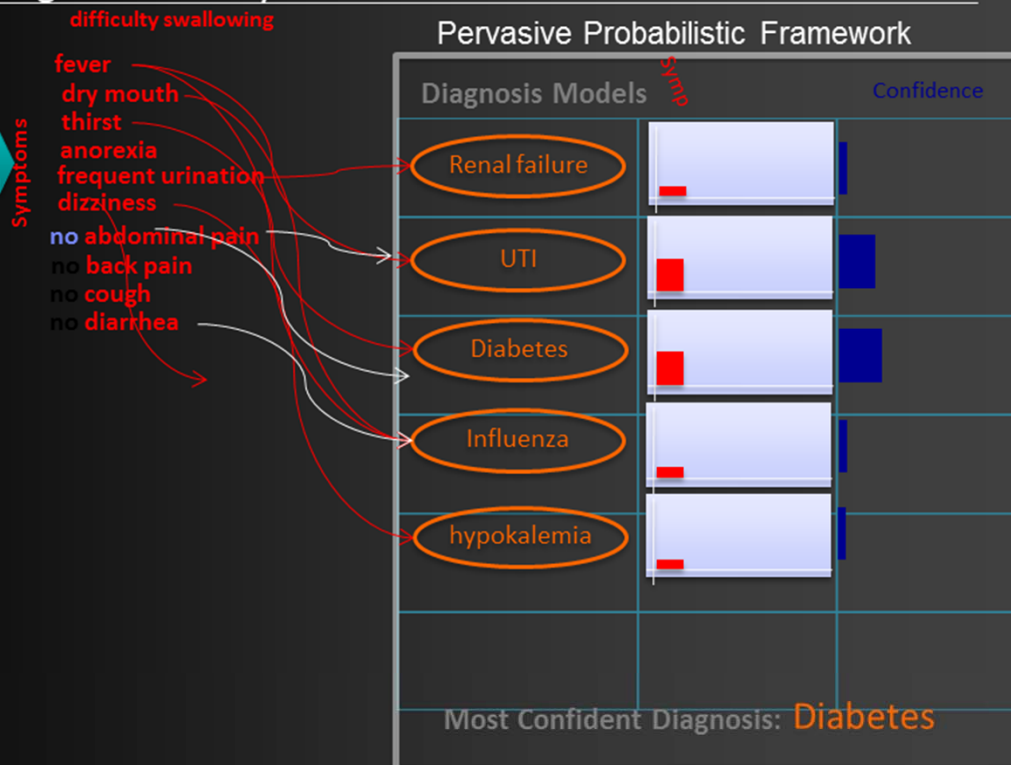 difficulty swallowing
Pervasive Probabilistic Framework
Symptoms
fever
dry mouth
thirst
anorexia
frequent urination
dizziness
no abdominal pain
no back pain
no cough
no diarrhea
Diagnosis Models
Symp
Confidence
Renal failure
UTI
Diabetes
Influenza
hypokalemia
Most Confident Diagnosis: Diabetes